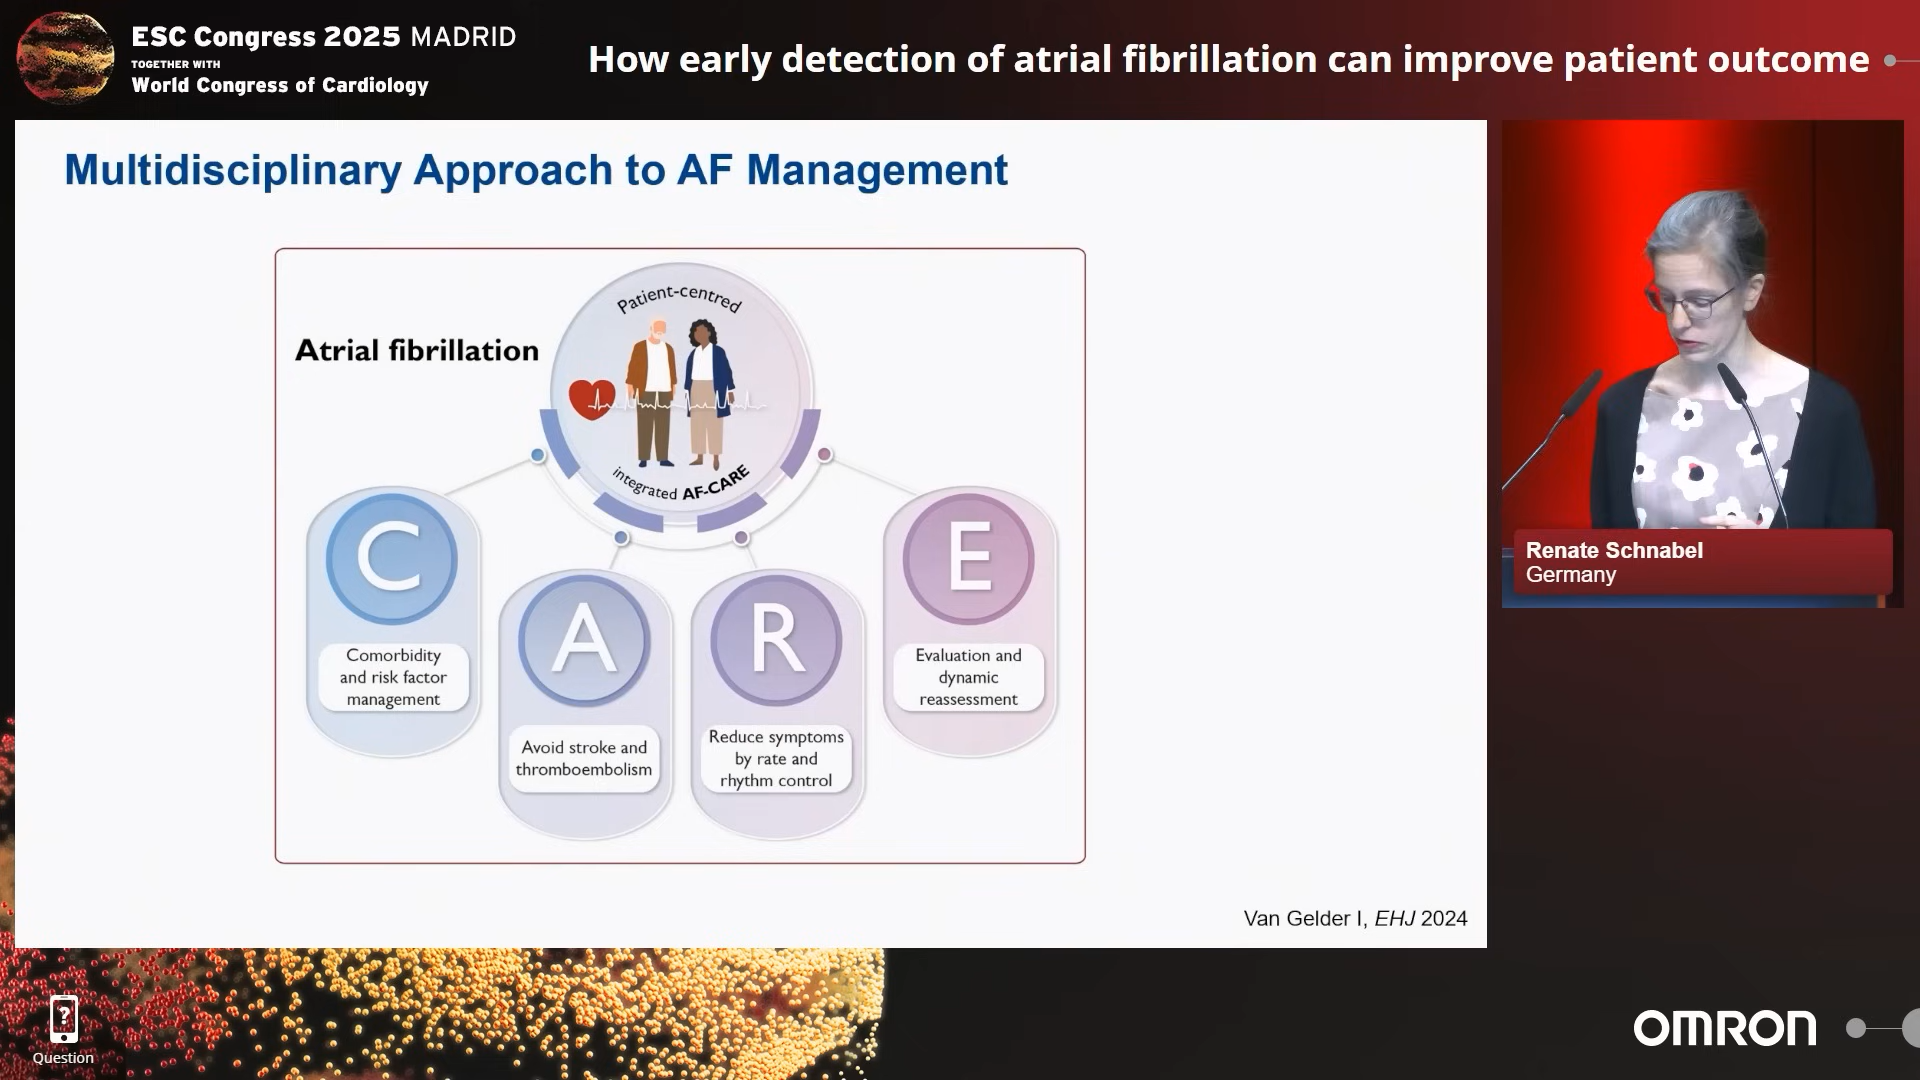 ESC Congress 2025 MADRID
TOGETHER WITH
World Congress of Cardiology
How early detection of atrial fibrillation can improve patient outcome
Multidisciplinary Approach to AF Management
Patient-centred
Atrial fibrillation
integrated AF-CARE
C
Comorbidity
and risk factor
management
A
Avoid stroke and
thromboembolism
R
Reduce symptoms
by rate and
rhythm control
E
Evaluation and
dynamic
reassessment
Van Gelder I, EHJ 2024
Renate Schnabel
Germany
?
Question
OMRON